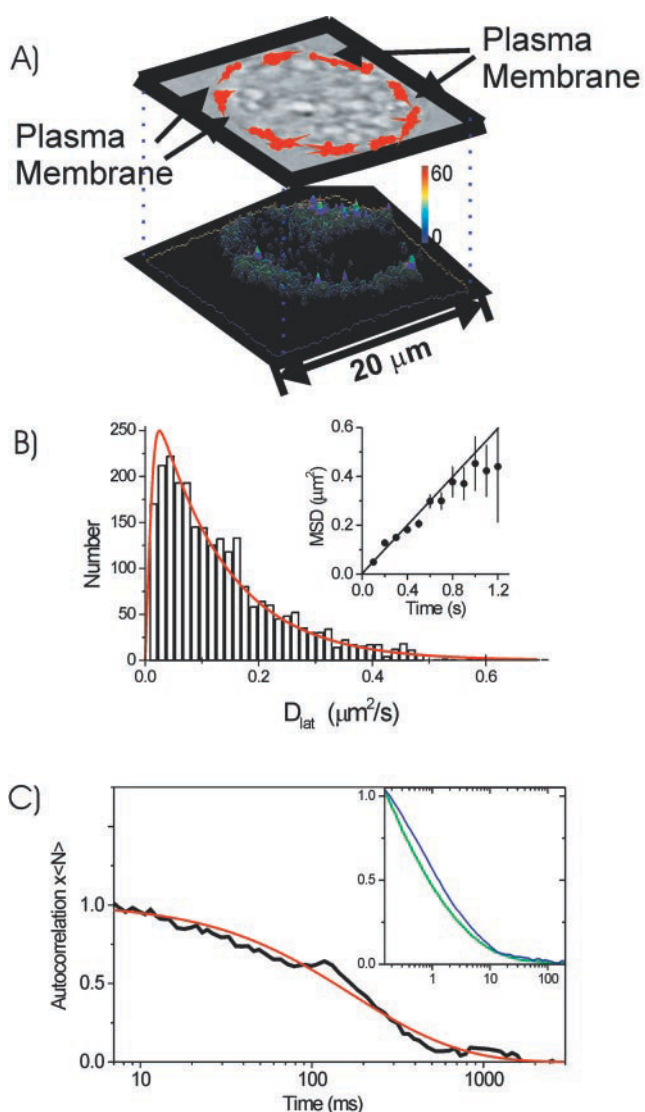 A)
Plasma
Membrane
Plasma
Membrane
60
0
20 μm
B)
250
200
150
100
50
0
Number
0.0 0.2 0.4 0.6
D_lat (μm²/s)
0.6
0.4
0.2
0.0
MSD (μm²)
0.0 0.4 0.8 1.2
Time (s)
C)
Autocorrelation x<N>
1.0
0.5
0.0
10 100 1000
Time (ms)
1.0
0.5
0.0
1 10 100